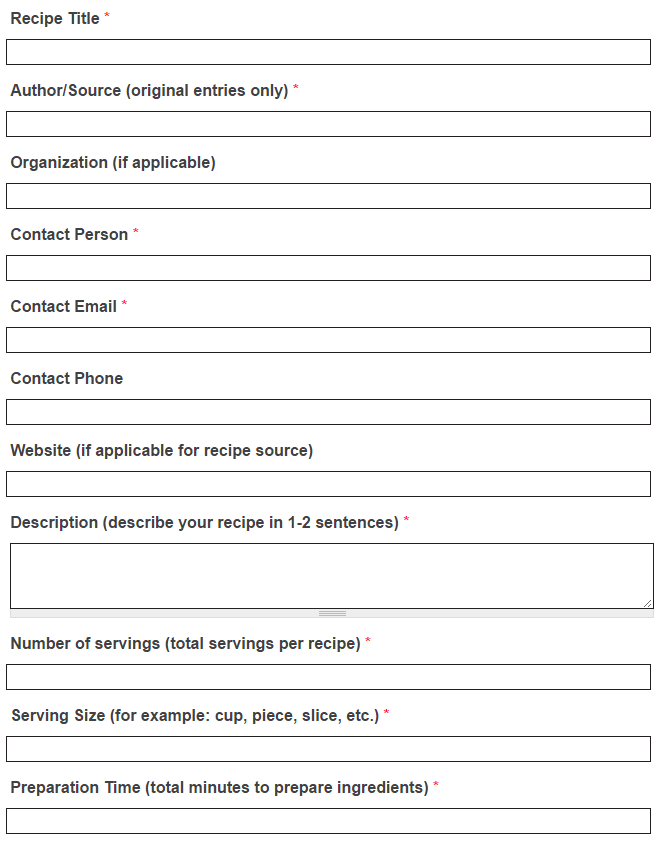 Recipe Title *
Author/Source (original entries only) *
Organization (if applicable)
Contact Person *
Contact Email *
Contact Phone
Website (if applicable for recipe source)
Description (describe your recipe in 1-2 sentences) *
Number of servings (total servings per recipe) *
Serving Size (for example: cup, piece, slice, etc.) *
Preparation Time (total minutes to prepare ingredients) *